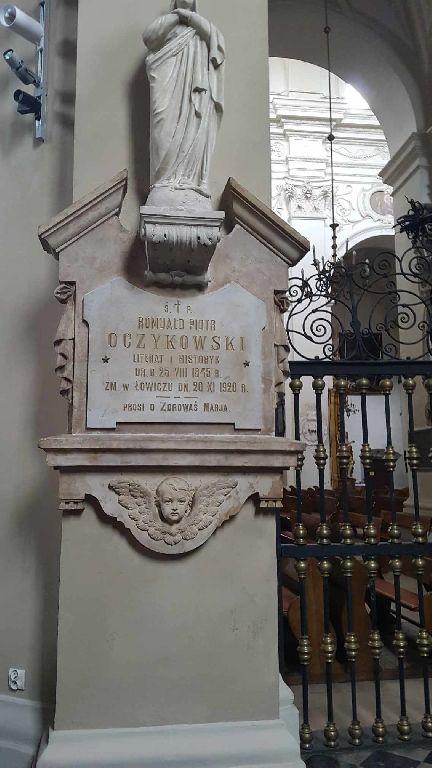 Ś. † P.
ROMUALD PIOTR
OCZYKOWSKI
LITERAT I HISTORYK
* UR. D. 25 VIII 1845 R.
ZM. W ŁOWICZU DN. 20 XI 1920 R.
PROSI O ZDROWAŚ MARJA